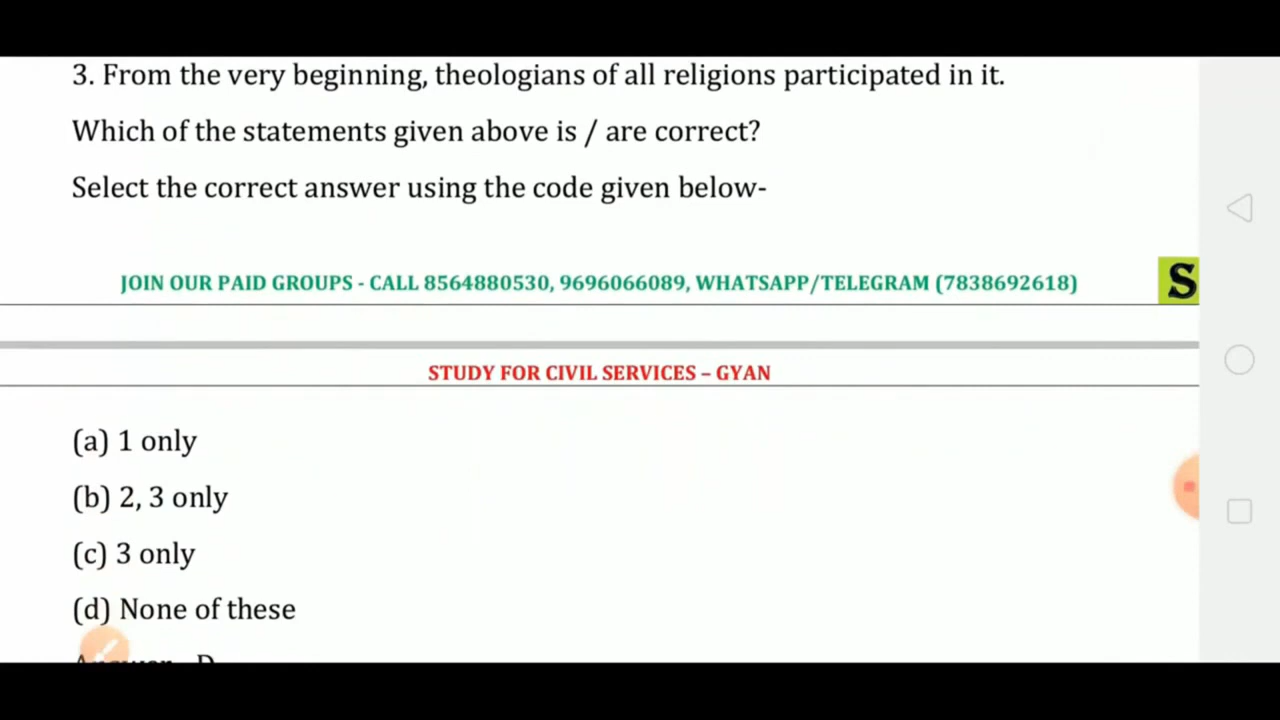 3. From the very beginning, theologians of all religions participated in it.
Which of the statements given above is / are correct?
Select the correct answer using the code given below-
JOIN OUR PAID GROUPS - CALL 8564880530, 9696066089, WHATSAPP/TELEGRAM (7838692618)
S
STUDY FOR CIVIL SERVICES – GYAN
(a) 1 only
(b) 2, 3 only
(c) 3 only
(d) None of these